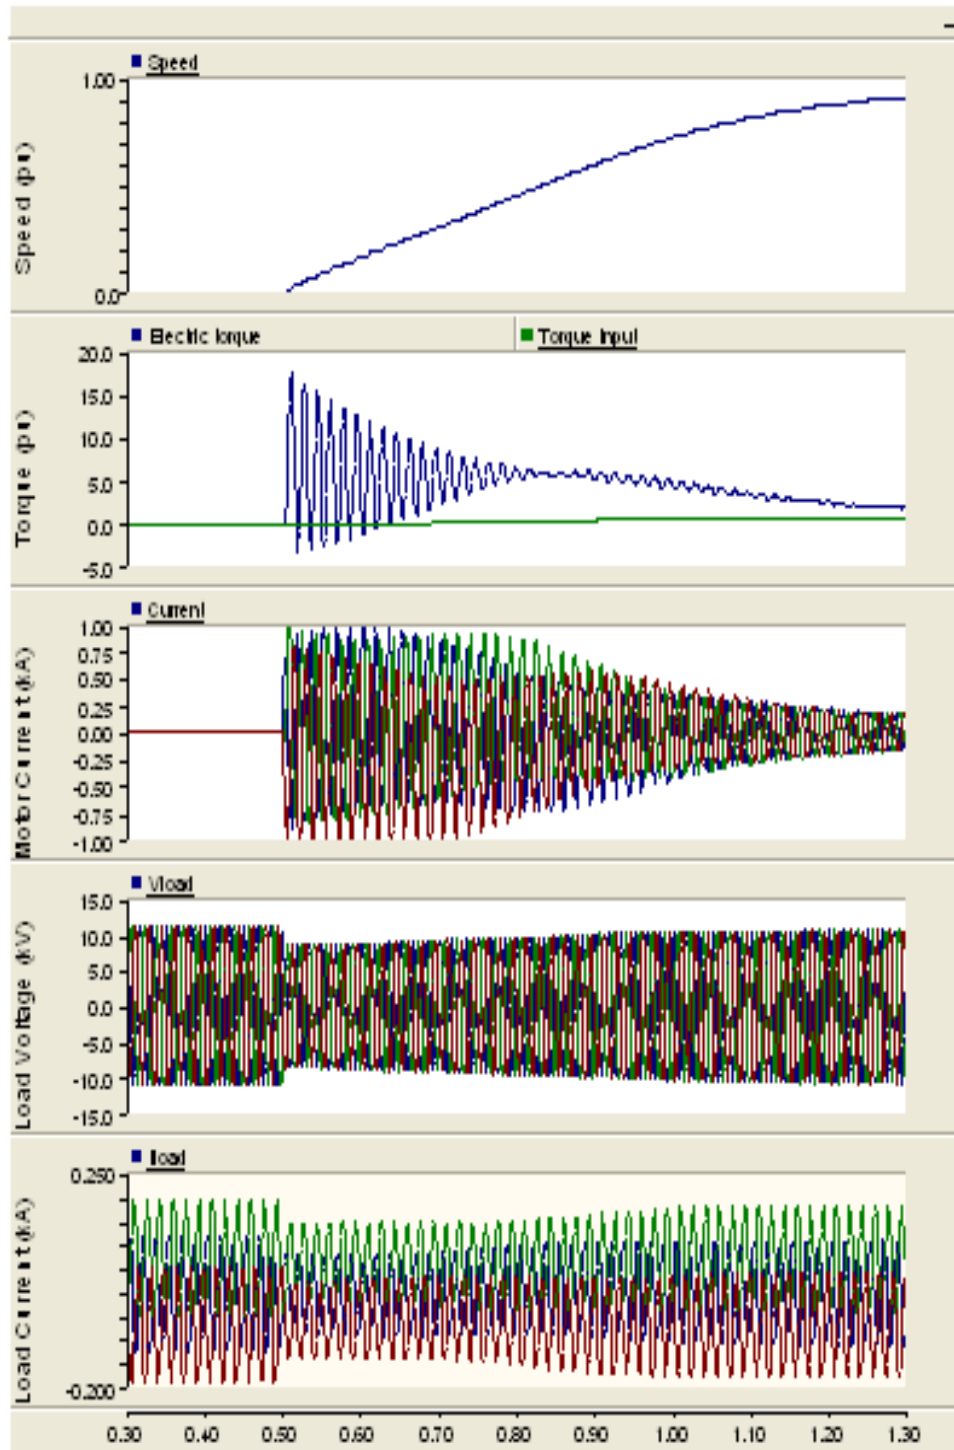 Speed
1.00
Speed (pu)
0.0
Electric torque
Torque Input
20.0
15.0
10.0
5.0
0.0
-5.0
Torque (pu)
Current
1.00
0.75
0.50
0.25
0.00
-0.25
-0.50
-0.75
-1.00
Motor Current (kA)
Vload
15.0
10.0
5.0
0.0
-5.0
-10.0
-15.0
Load Voltage (kV)
Iload
0.250
-0.200
Load Current (kA)
0.30 0.40 0.50 0.60 0.70 0.80 0.90 1.00 1.10 1.20 1.30